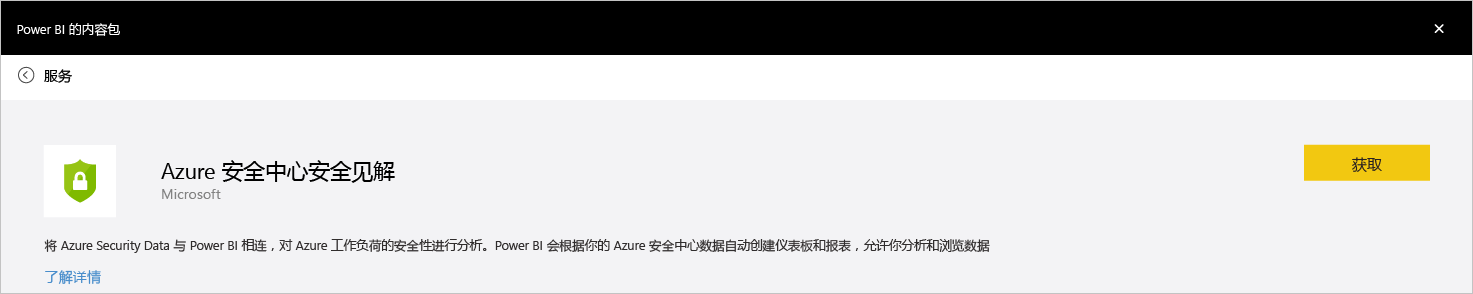 Power BI 的内容包
服务
Azure 安全中心安全见解
Microsoft
获取
将 Azure Security Data 与 Power BI 相连，对 Azure 工作负荷的安全性进行分析。Power BI 会根据你的 Azure 安全中心数据自动创建仪表板和报表，允许你分析和浏览数据
了解详情